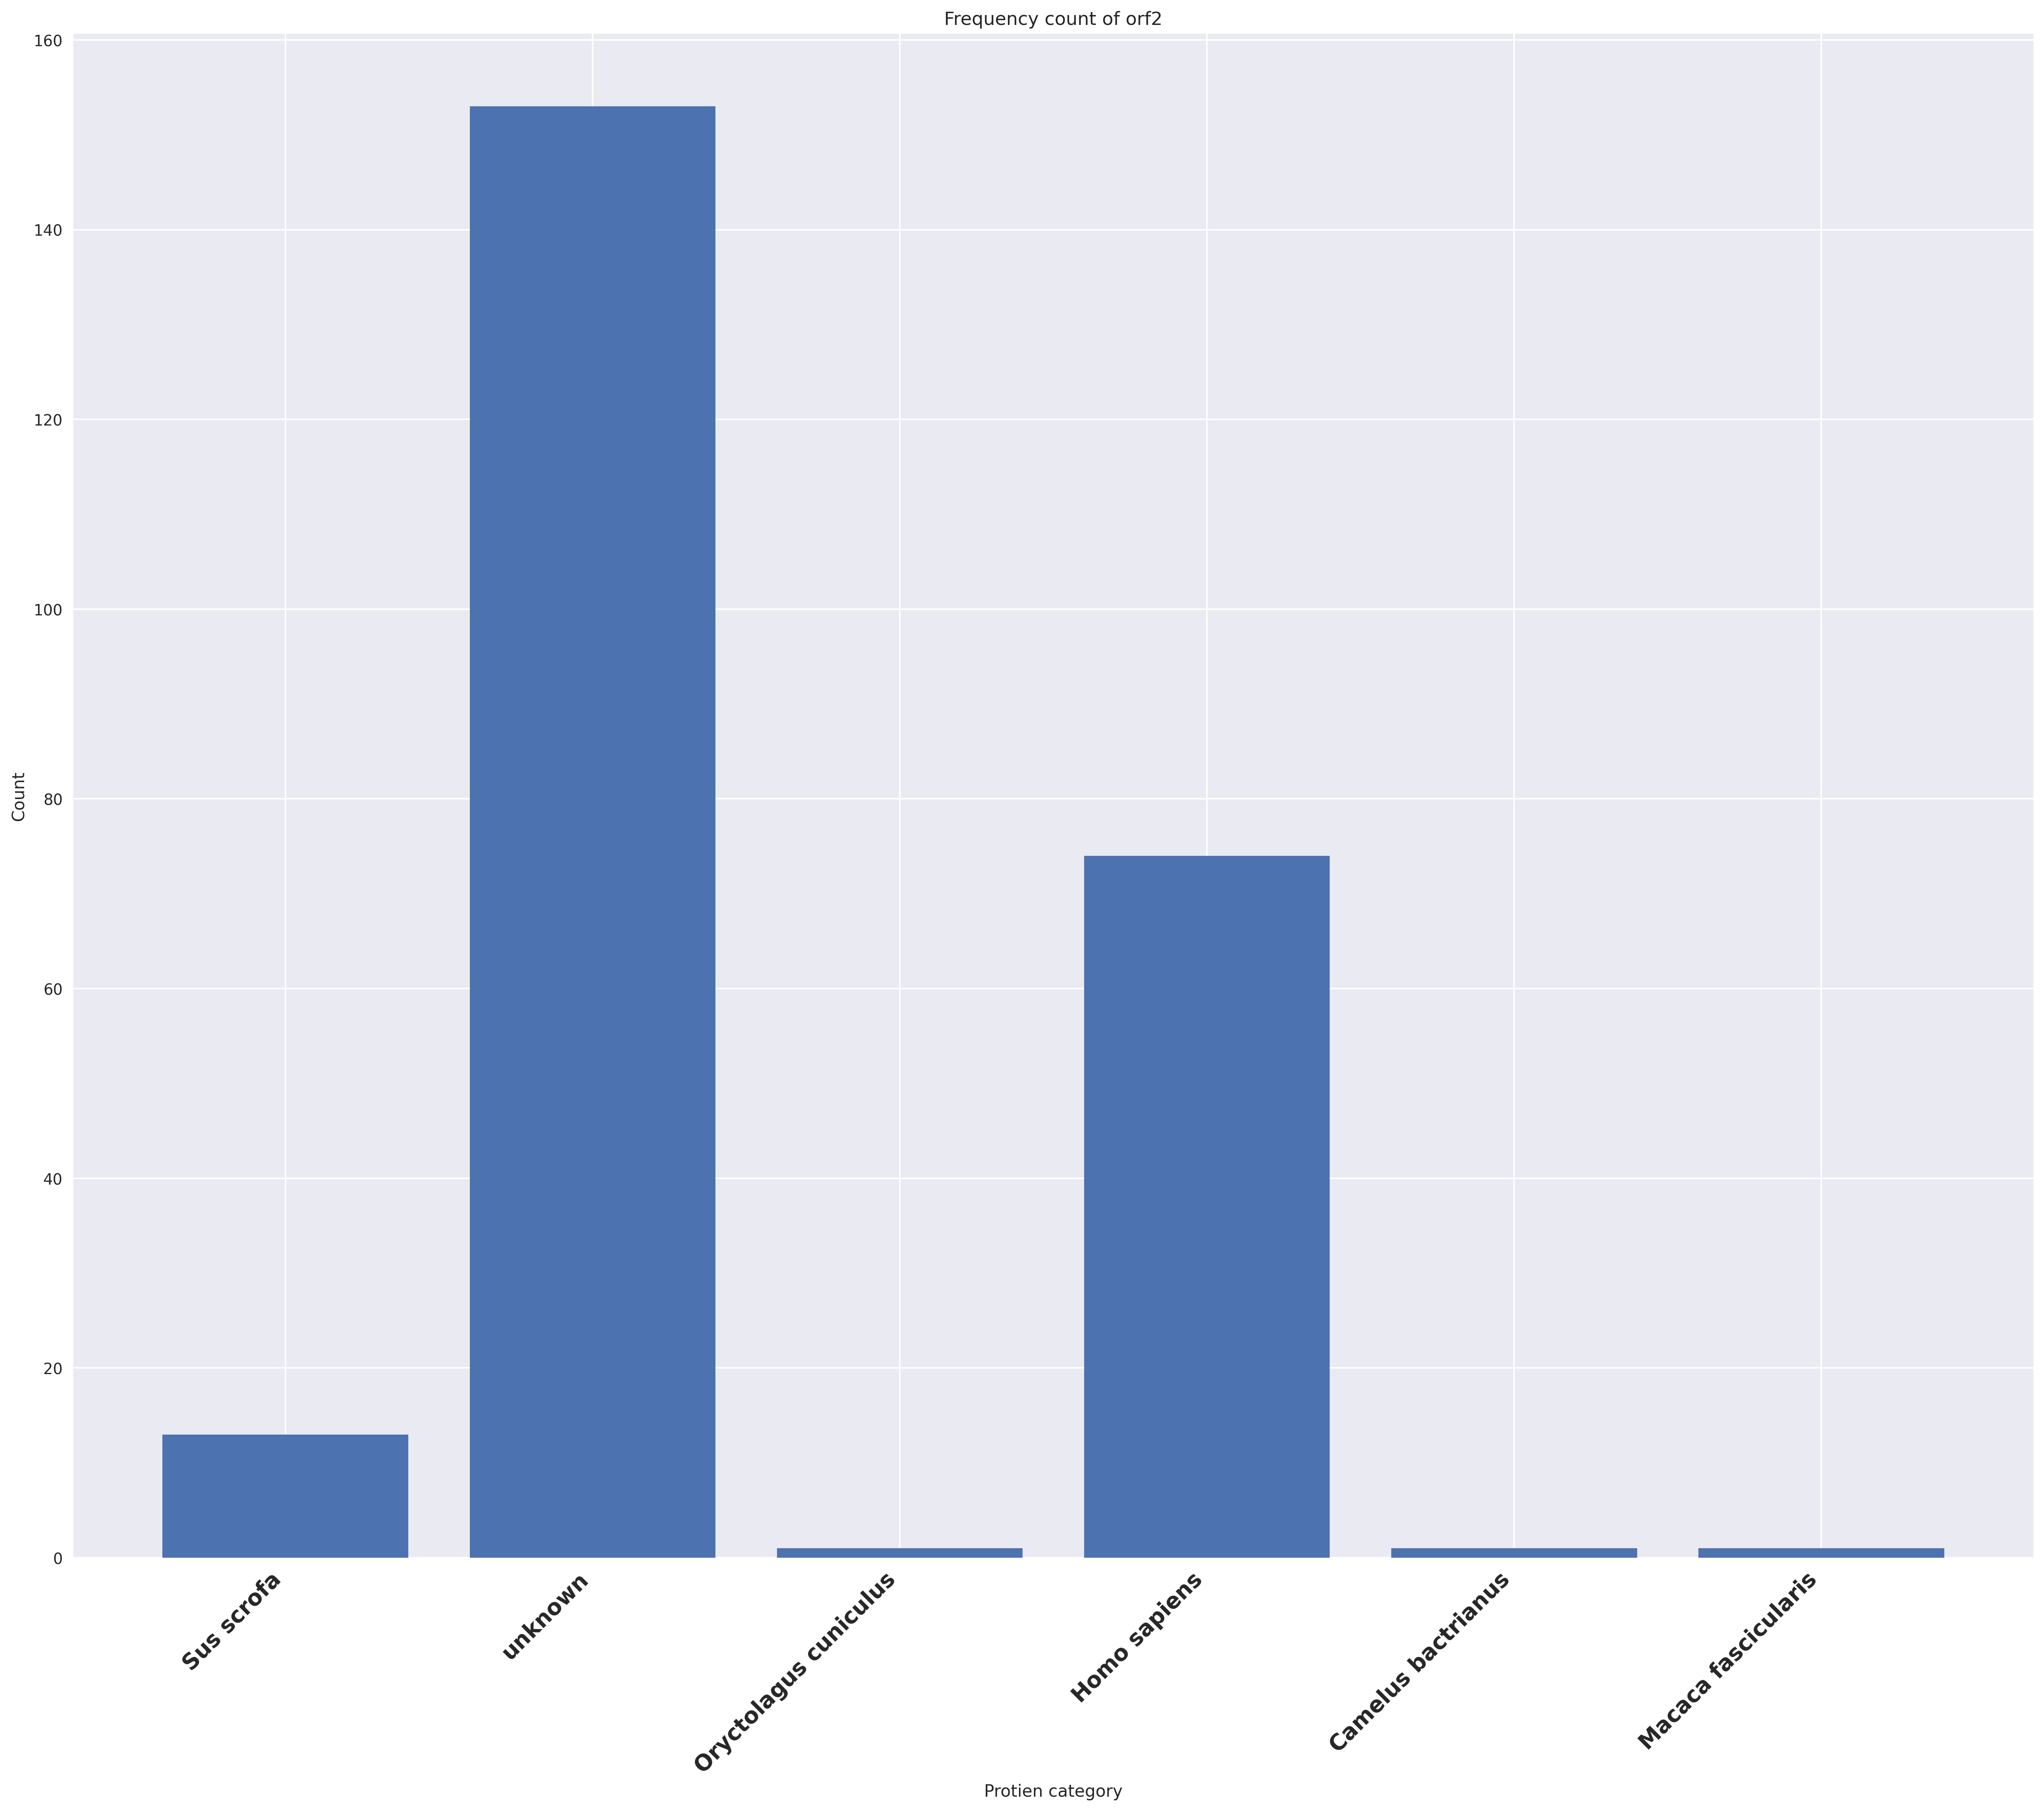 Frequency count of orf2
160
140
120
100
80
60
40
20
0
Count
Sus scrofa
unknown
Oryctolagus cuniculus
Homo sapiens
Camelus bactrianus
Macaca fascicularis
Protien category